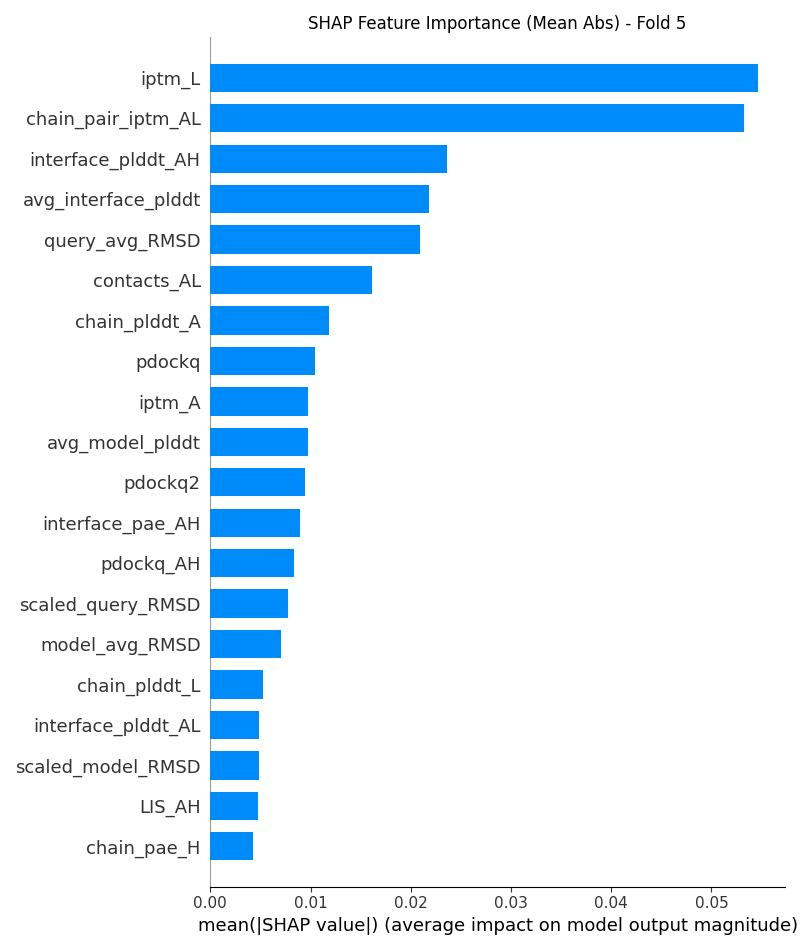 SHAP Feature Importance (Mean Abs) - Fold 5
iptm_L
chain_pair_iptm_AL
interface_plddt_AH
avg_interface_plddt
query_avg_RMSD
contacts_AL
chain_plddt_A
pdockq
iptm_A
avg_model_plddt
pdockq2
interface_pae_AH
pdockq_AH
scaled_query_RMSD
model_avg_RMSD
chain_plddt_L
interface_plddt_AL
scaled_model_RMSD
LIS_AH
chain_pae_H
0.00 0.01 0.02 0.03 0.04 0.05
mean(|SHAP value|) (average impact on model output magnitude)